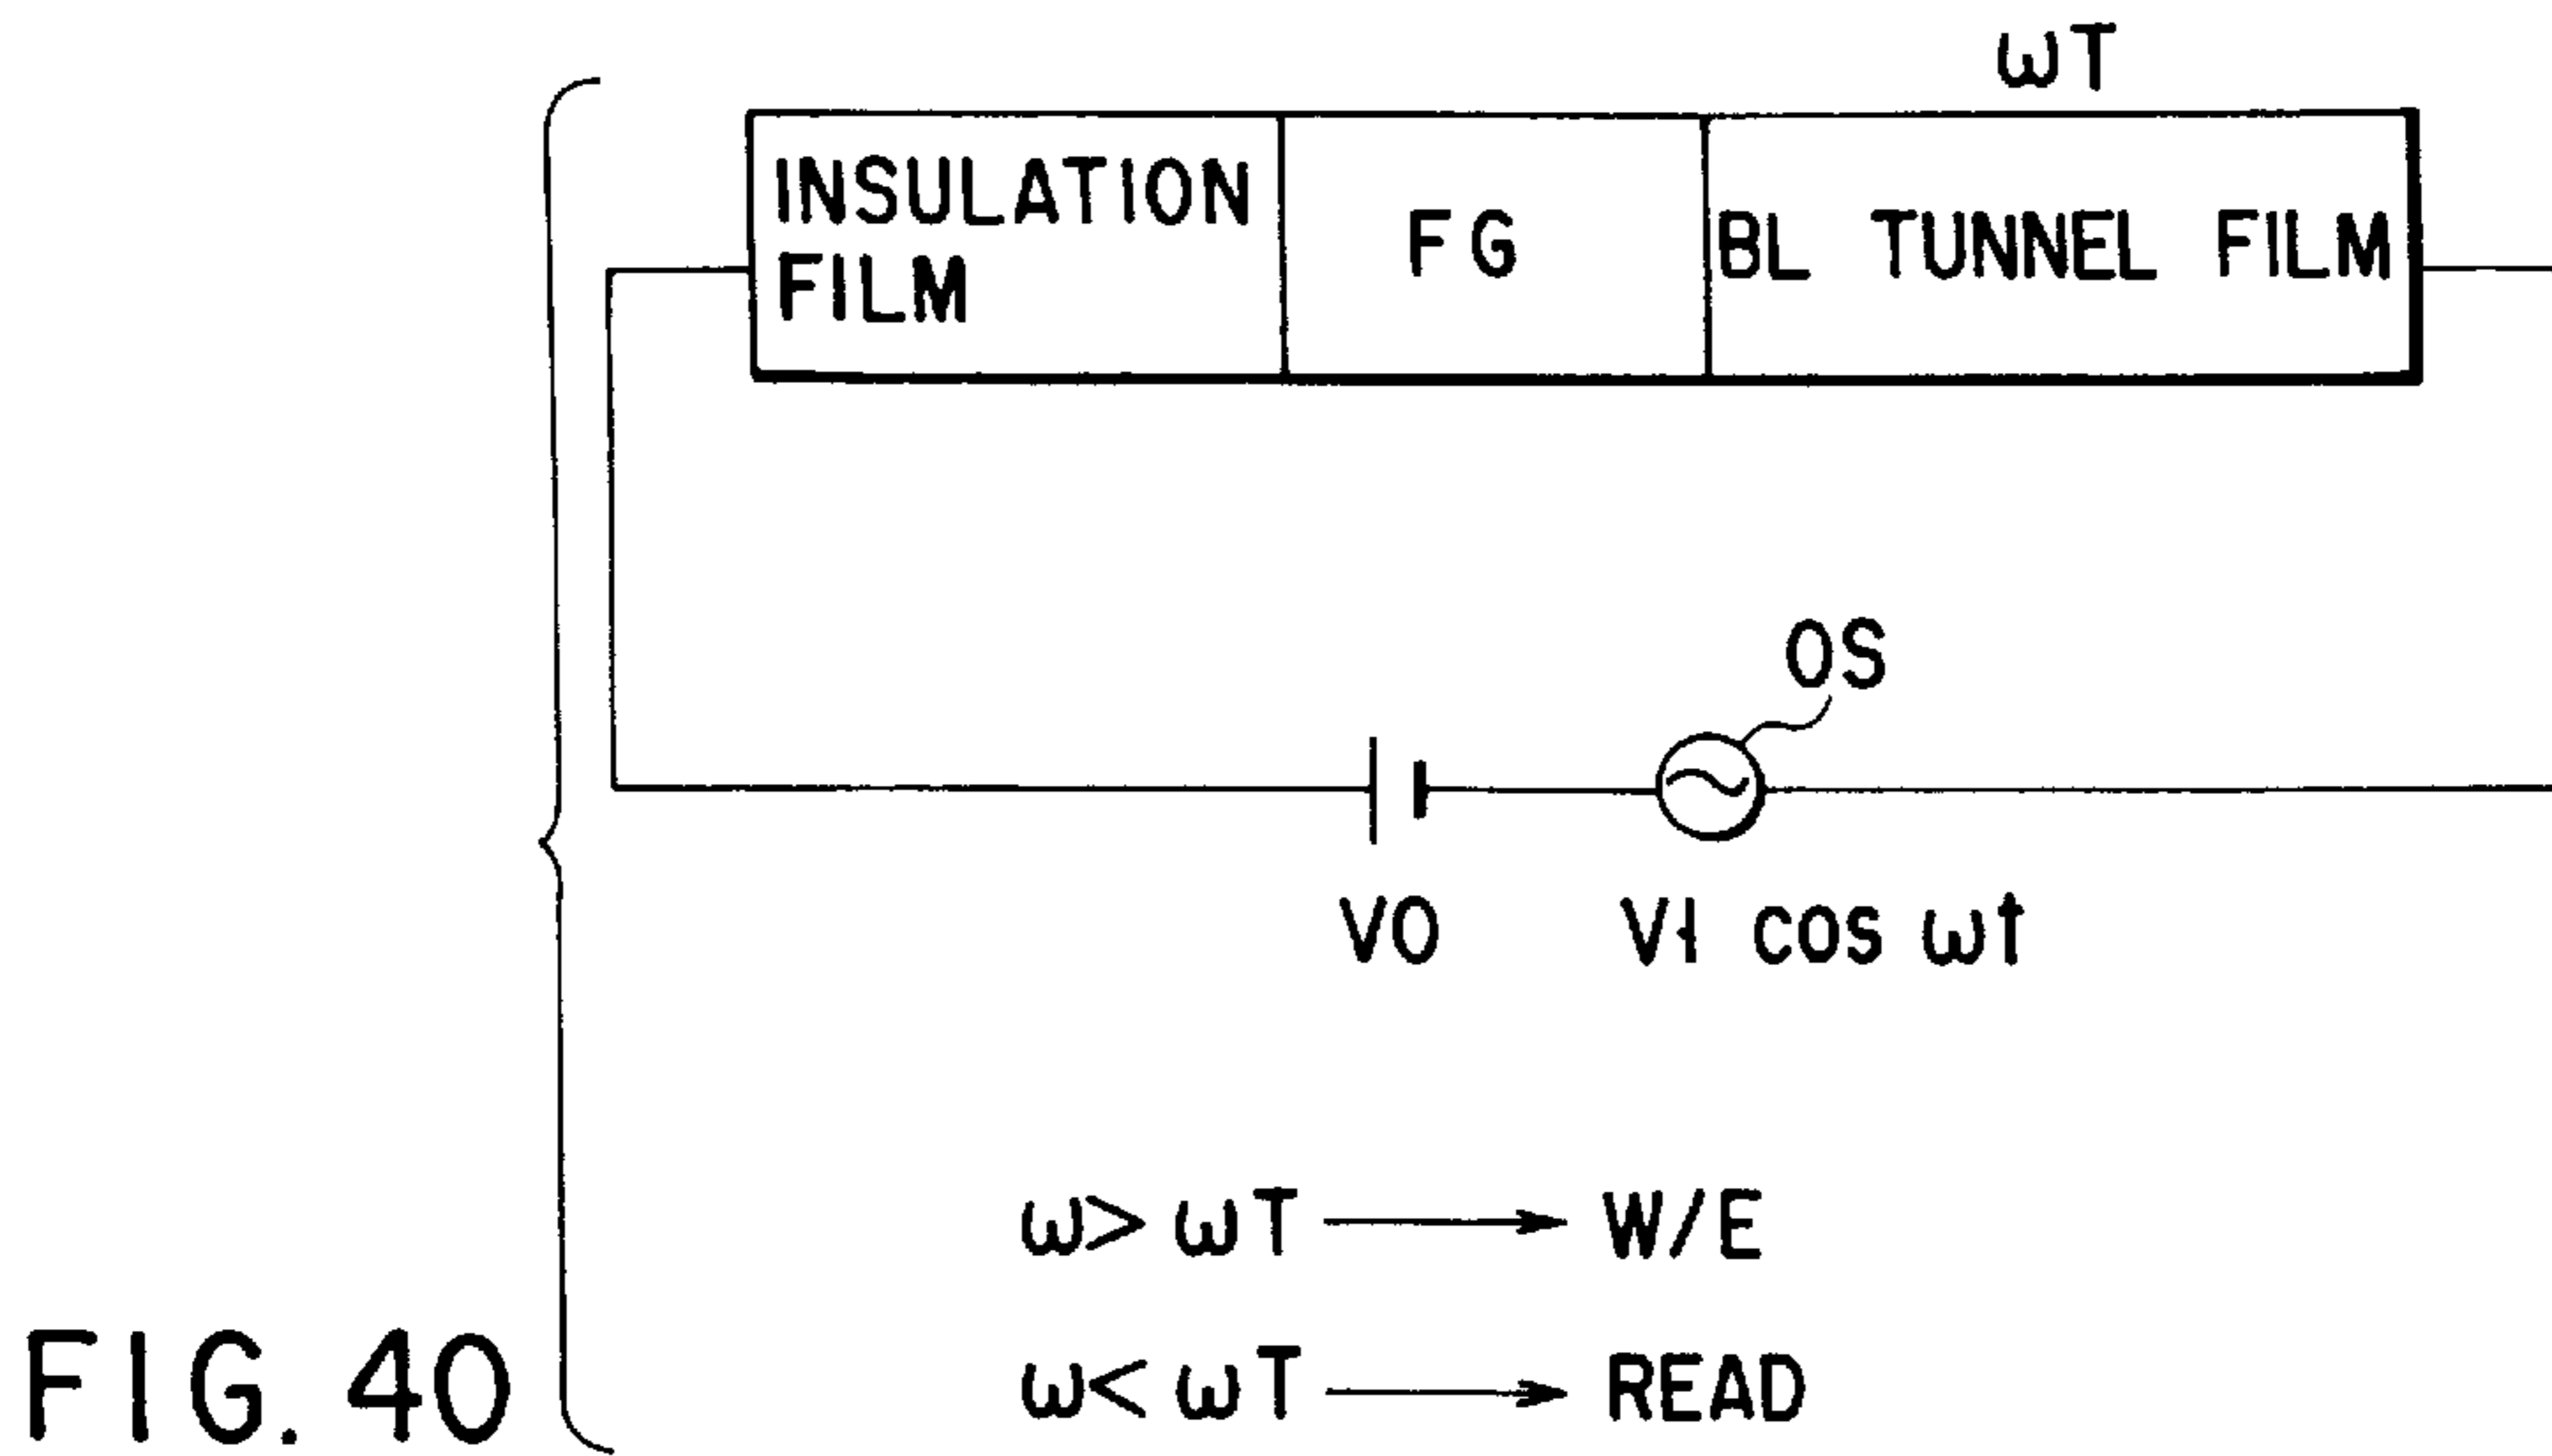 ωT
INSULATION
FILM
FG
BL TUNNEL FILM
OS
V0
V1 cos ωt
ω> ωT → W/E
ω< ωT → READ
FIG. 40